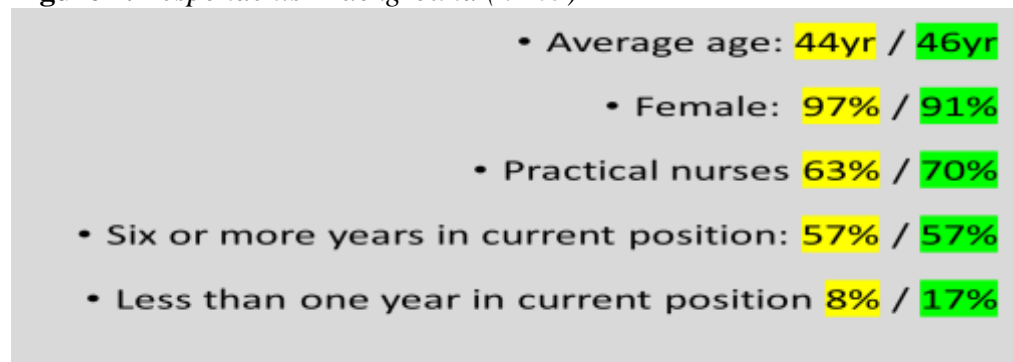 • Average age: 44yr / 46yr
• Female: 97% / 91%
• Practical nurses 63% / 70%
• Six or more years in current position: 57% / 57%
• Less than one year in current position 8% / 17%